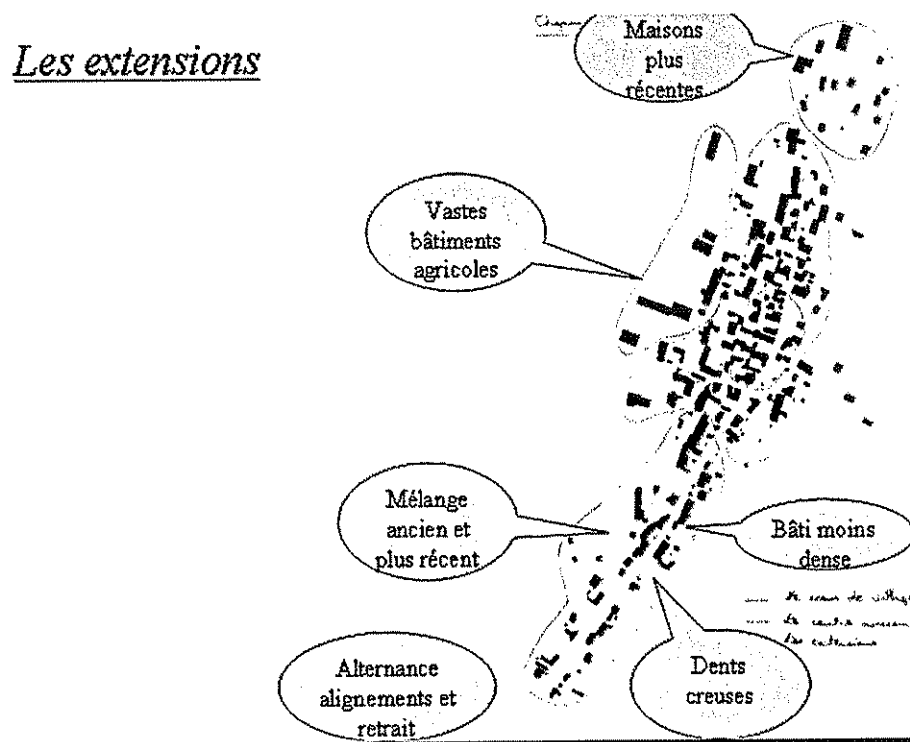 Les extensions
Maisons
plus
récentes
Vastes
bâtiments
agricoles
Mélange
ancien et
plus récent
Bâti moins
dense
Alternance
alignements et
retrait
Dents
creuses